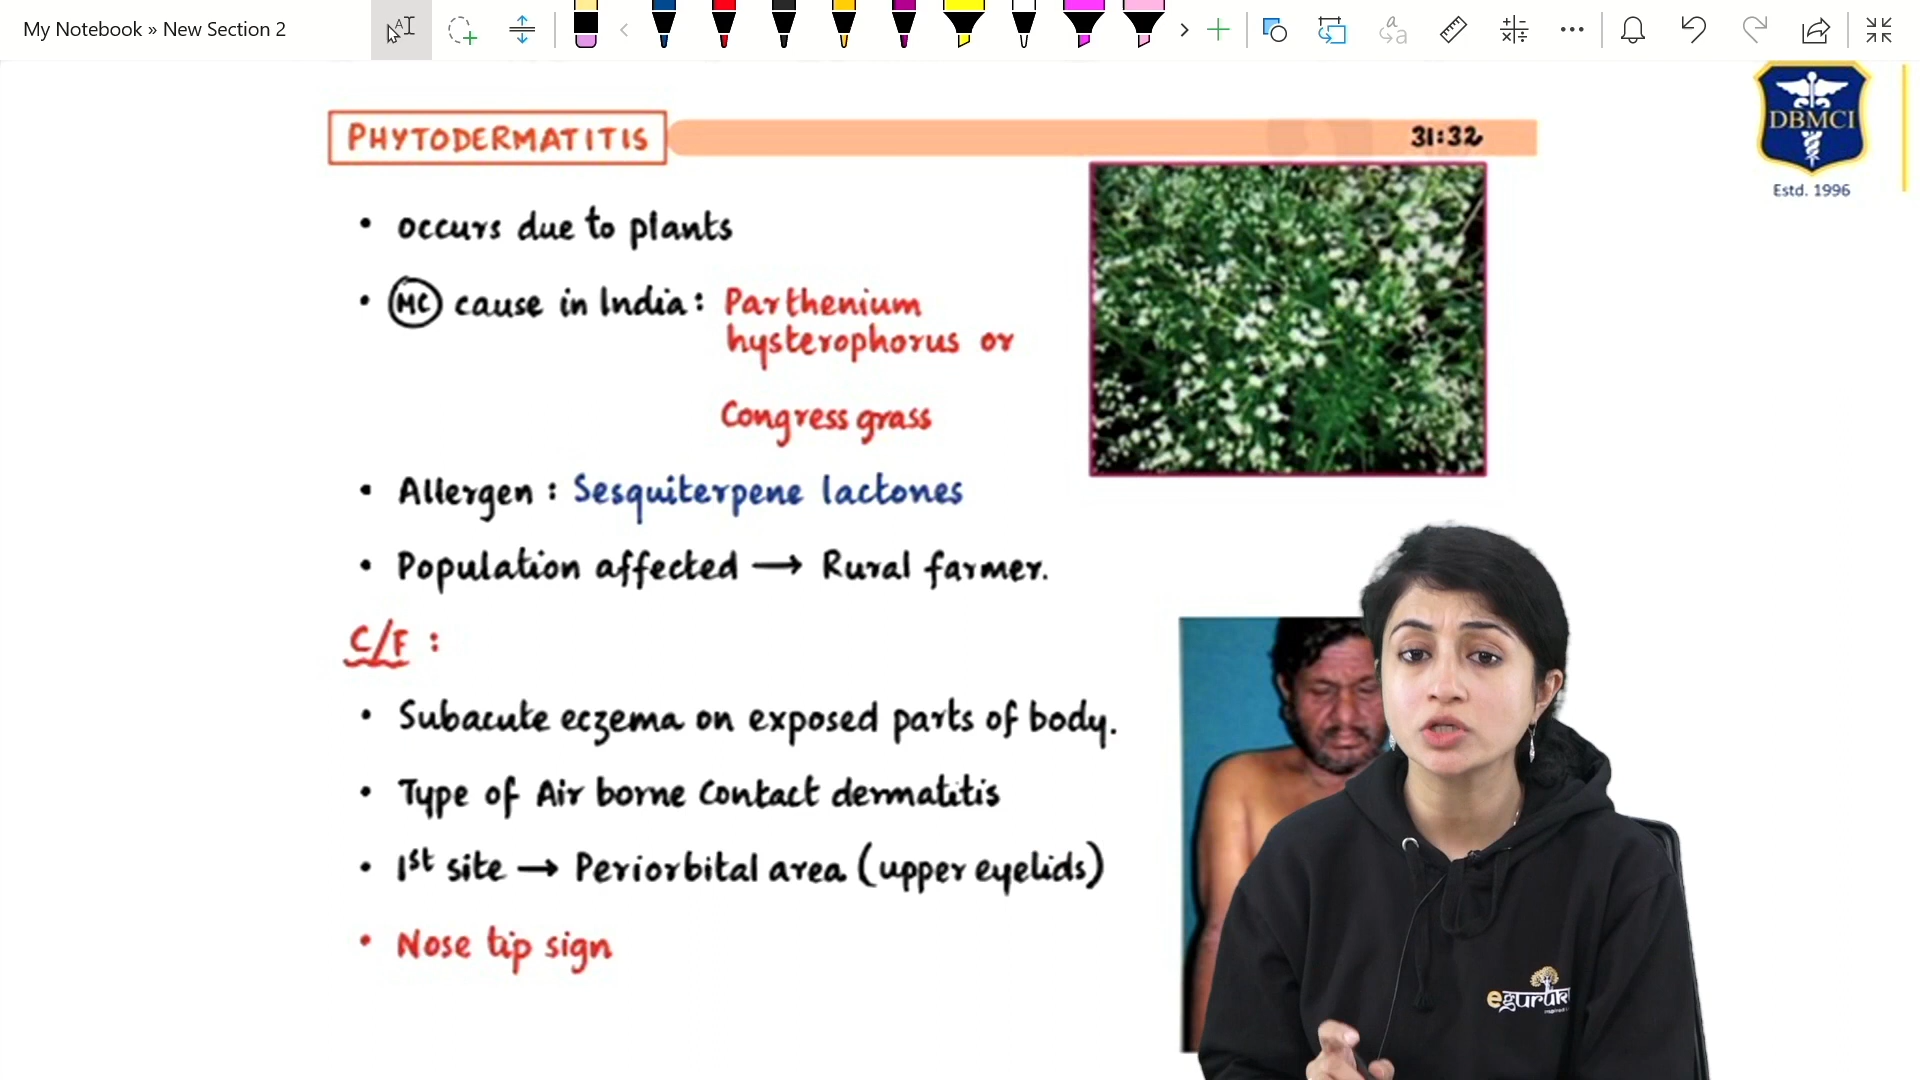 My Notebook » New Section 2
DBMCI
Estd. 1996
PHYTODERMATITIS
31:32
• occurs due to plants
• MC cause in India: Parthenium
hysterophorus or
Congress grass
• Allergen : Sesquiterpene lactones
• Population affected → Rural farmer.
C/F :
• Subacute eczema on exposed parts of body.
• Type of Air borne Contact dermatitis
• 1st site → Periorbital area (upper eyelids)
• Nose tip sign
eguruk